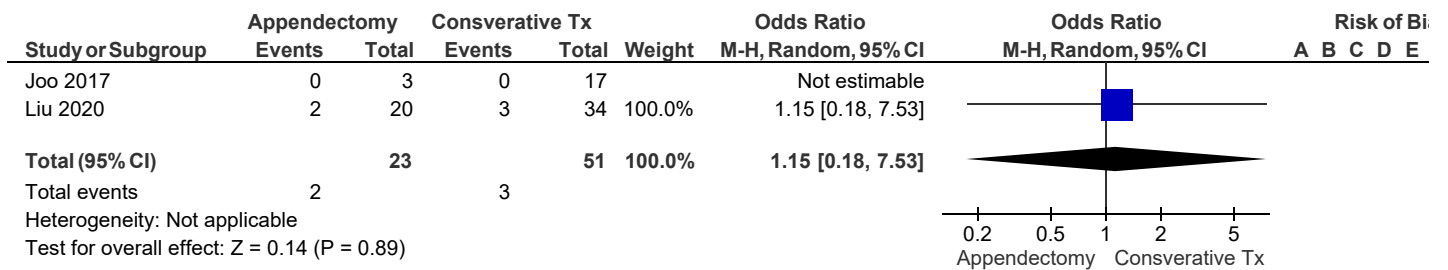 Appendectomy Consverative Tx Odds Ratio Odds Ratio Risk of Bia
Study or Subgroup Events Total Events Total Weight M-H, Random, 95% CI M-H, Random, 95% CI A B C D E
Joo 2017 0 3 0 17 Not estimable
Liu 2020 2 20 3 34 100.0% 1.15 [0.18, 7.53]
Total (95% CI) 23 51 100.0% 1.15 [0.18, 7.53]
Total events 2 3
Heterogeneity: Not applicable
Test for overall effect: Z = 0.14 (P = 0.89)
0.2 0.5 1 2 5
Appendectomy Consverative Tx